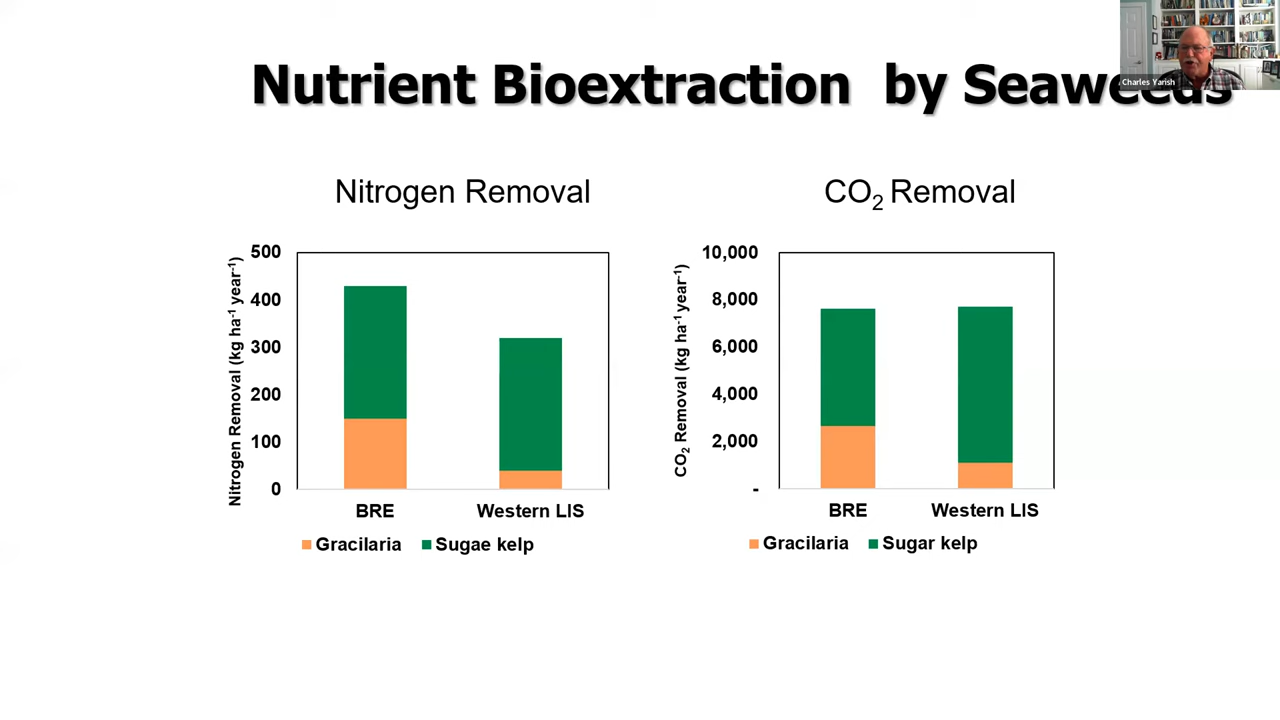 Nutrient Bioextraction by Seaweeds
Charles Yarish
Nitrogen Removal
Nitrogen Removal (kg ha-1 year-1)
500
400
300
200
100
0
BRE Western LIS
Gracilaria Sugae kelp
CO2 Removal
CO2 Removal (kg ha-1 year-1)
10,000
8,000
6,000
4,000
2,000
-
BRE Western LIS
Gracilaria Sugar kelp